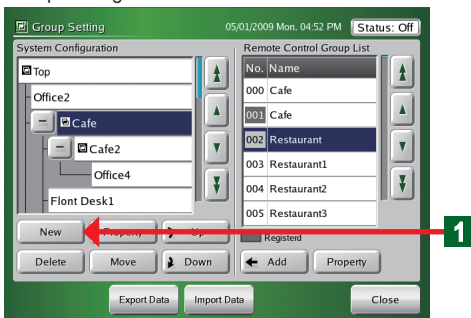 Group Setting 05/01/2009 Mon. 04:52 PM Status: Off
System Configuration
Top
Office2
Cafe
Cafe2
Office4
Flont Desk1
New Property Up
Delete Move Down
Remote Control Group List
No. Name
000 Cafe
001 Cafe
002 Restaurant
003 Restaurant1
004 Restaurant2
005 Restaurant3
Registerd
Add Property
Export Data Import Data Close
1